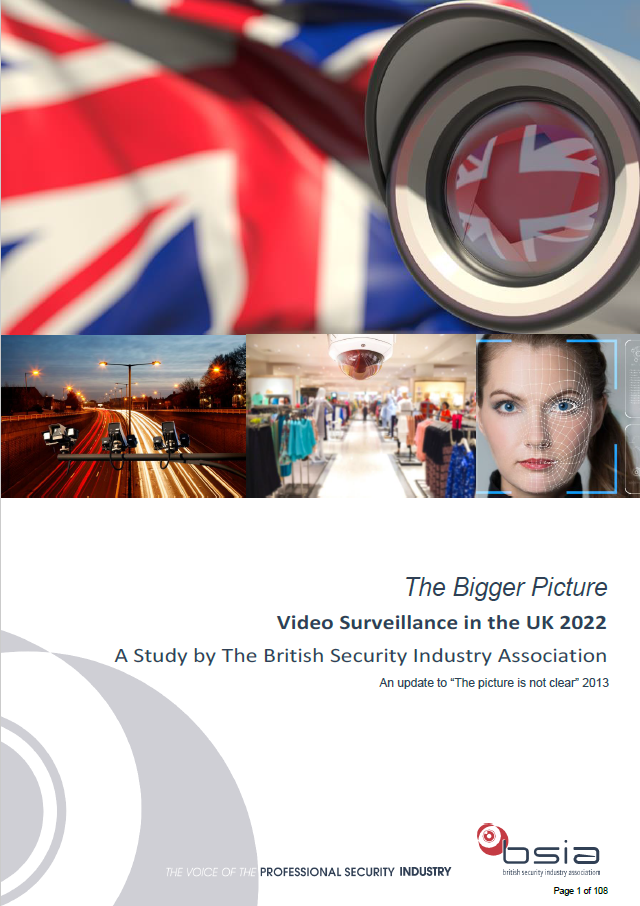 The Bigger Picture
Video Surveillance in the UK 2022
A Study by The British Security Industry Association
An update to “The picture is not clear” 2013
bsia
british security industry association
THE VOICE OF THE PROFESSIONAL SECURITY INDUSTRY
Page 1 of 108